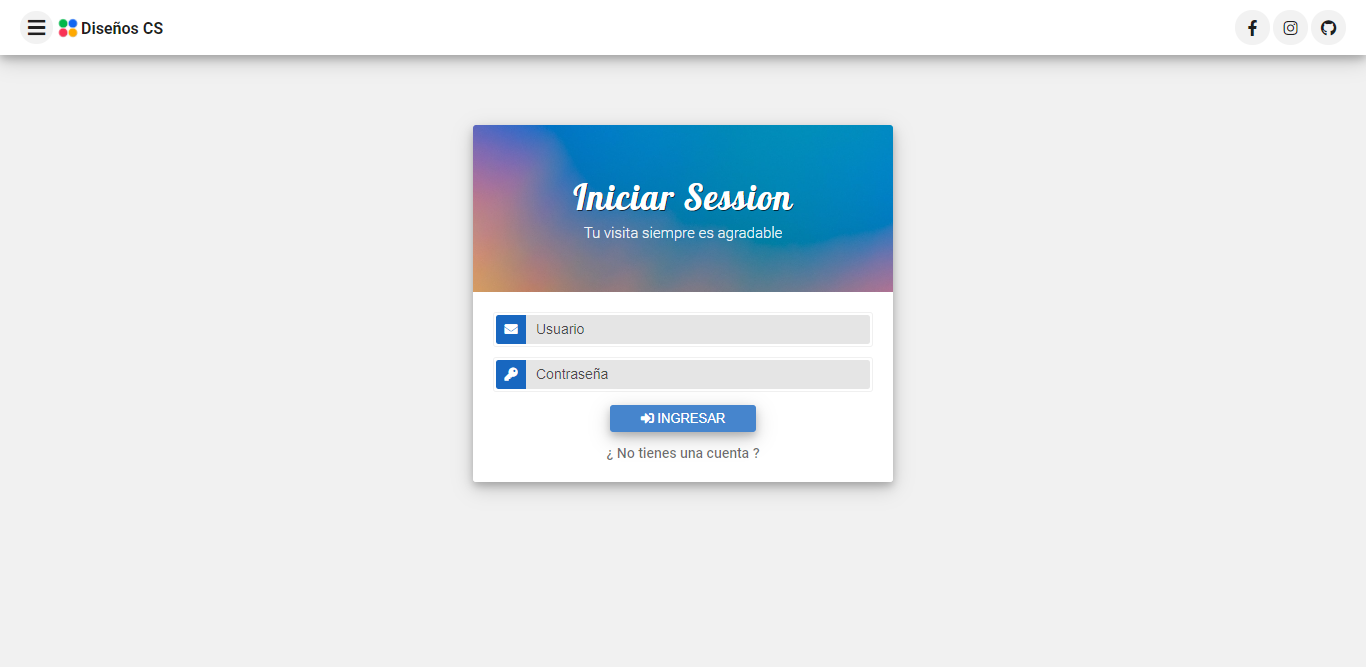 Diseños CS
Iniciar Session
Tu visita siempre es agradable
Usuario
Contraseña
INGRESAR
¿ No tienes una cuenta ?